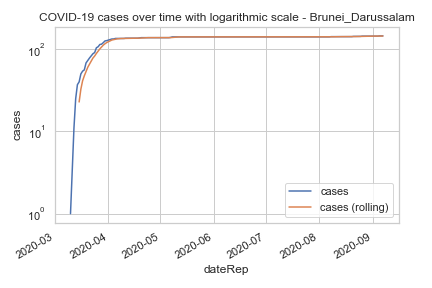 COVID-19 cases over time with logarithmic scale - Brunei_Darussalam
cases
10²
10¹
10⁰
cases
cases (rolling)
2020-03
2020-04
2020-05
2020-06
2020-07
2020-08
2020-09
dateRep